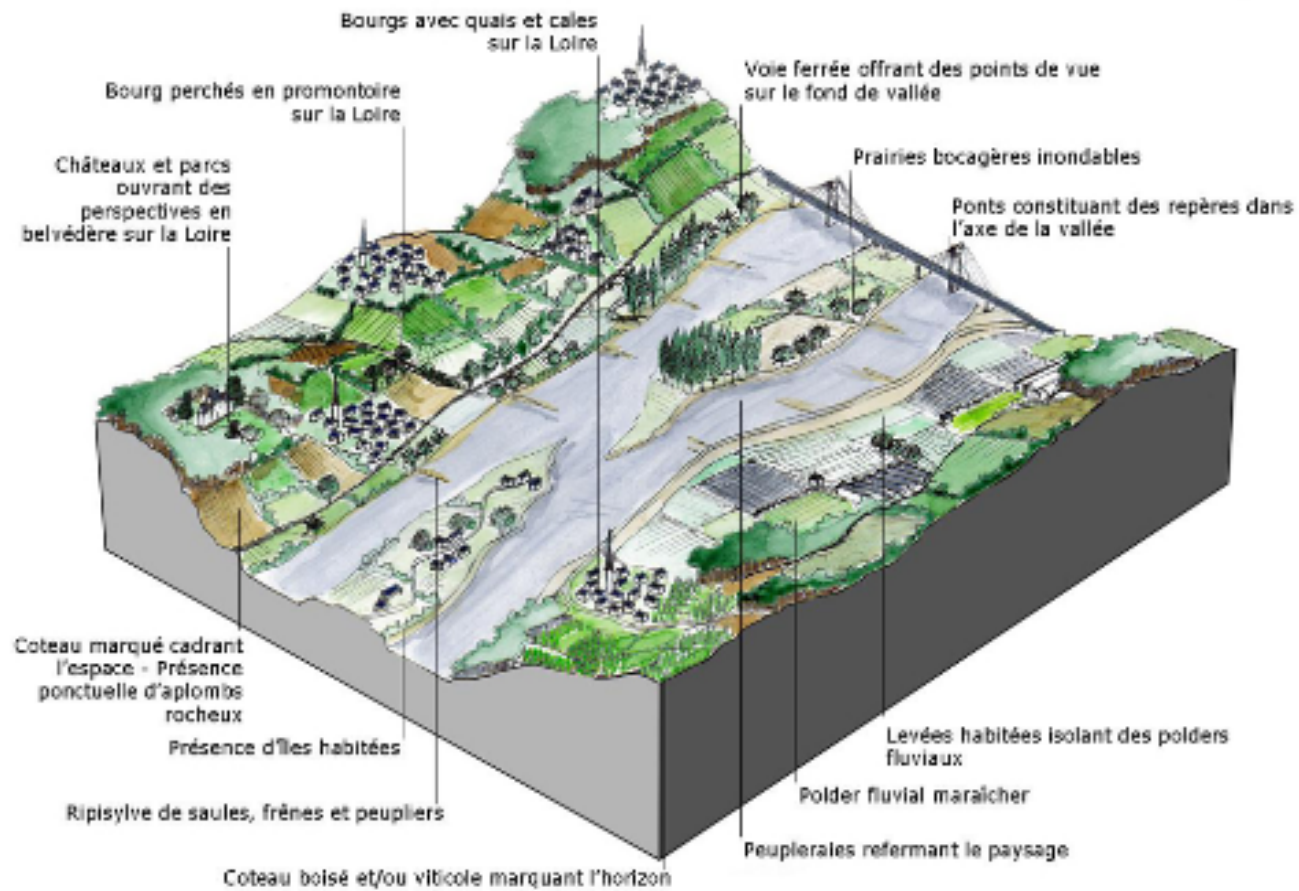 Bourgs avec quais et cales
sur la Loire
Bourg perchés en promontoire
sur la Loire
Voie ferrée offrant des points de vue
sur le fond de vallée
Châteaux et parcs
ouvrant des
perspectives en
belvédère sur la Loire
Prairies bocagères inondables
Ponts constituant des repères dans
l'axe de la vallée
Coteau marqué cadrant
l'espace - Présence
ponctuelle d'aplombs
rocheux
Présence d'îles habitées
Levées habitées isolant des polders
fluviaux
Ripisylve de saules, frênes et peupliers
Polder fluvial maraîcher
Peupleraies refermant le paysage
Coteau boisé et/ou viticole marquant l'horizon